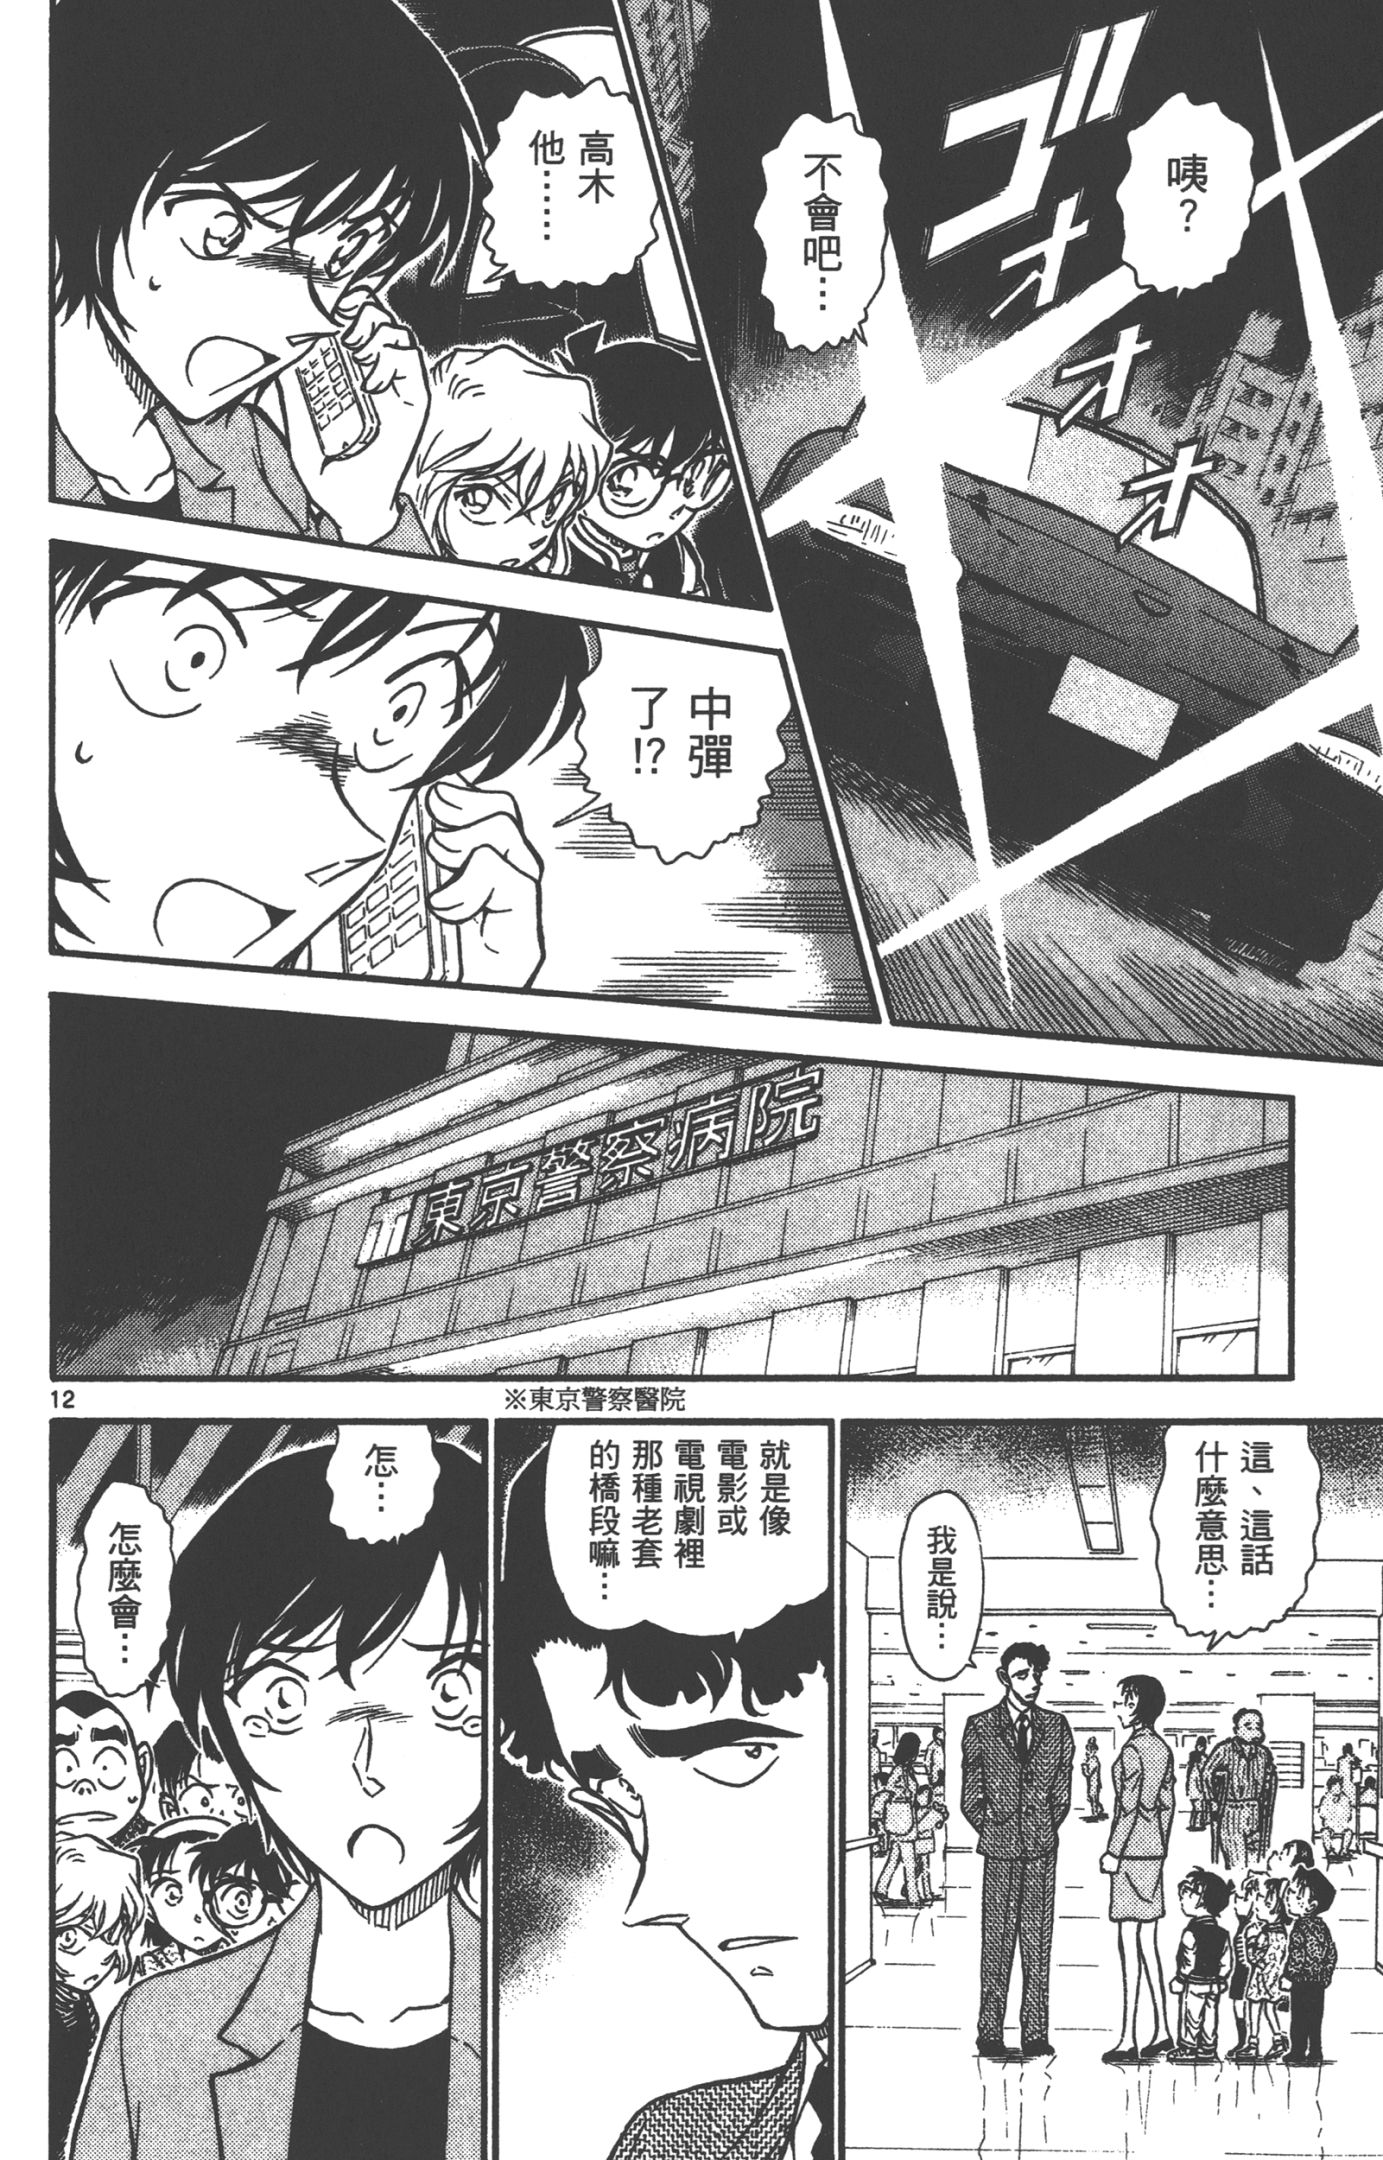 咦?
不會吧…
ゴオオオオ
高木
他……
中彈
了!?
東京警察病院
※東京警察醫院
12
這、這話
什麼意思…
我是說…
就是像
電影或
電視劇裡
那種老套
的橋段嘛…
怎…
怎麼會…